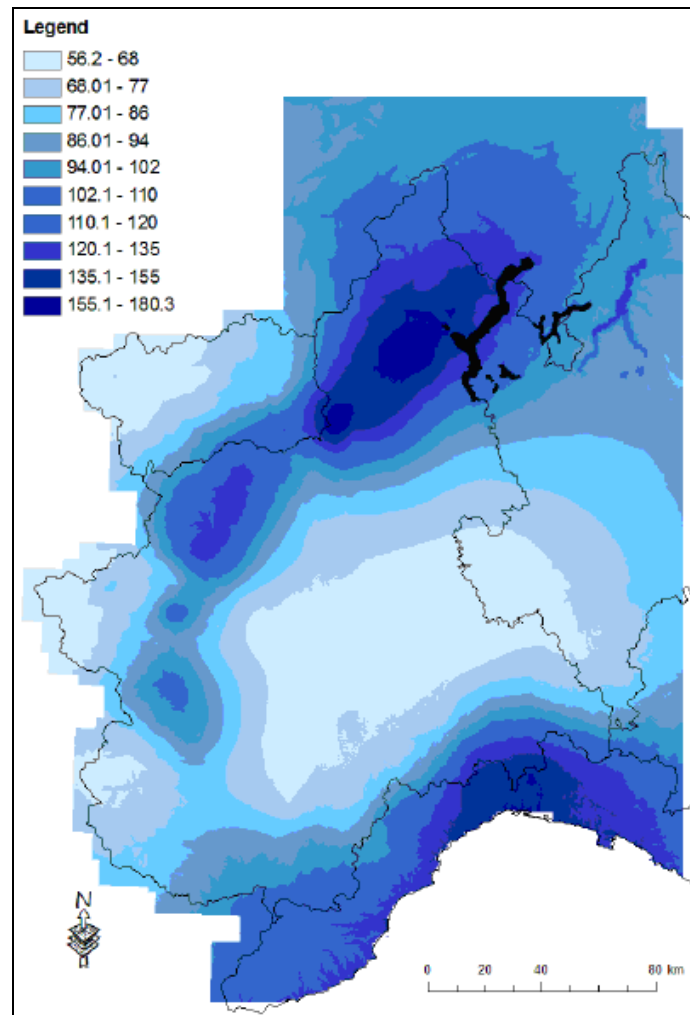 Legend
56.2 - 68
68.01 - 77
77.01 - 86
86.01 - 94
94.01 - 102
102.1 - 110
110.1 - 120
120.1 - 135
135.1 - 155
155.1 - 180.3
N
0 20 40 80 km